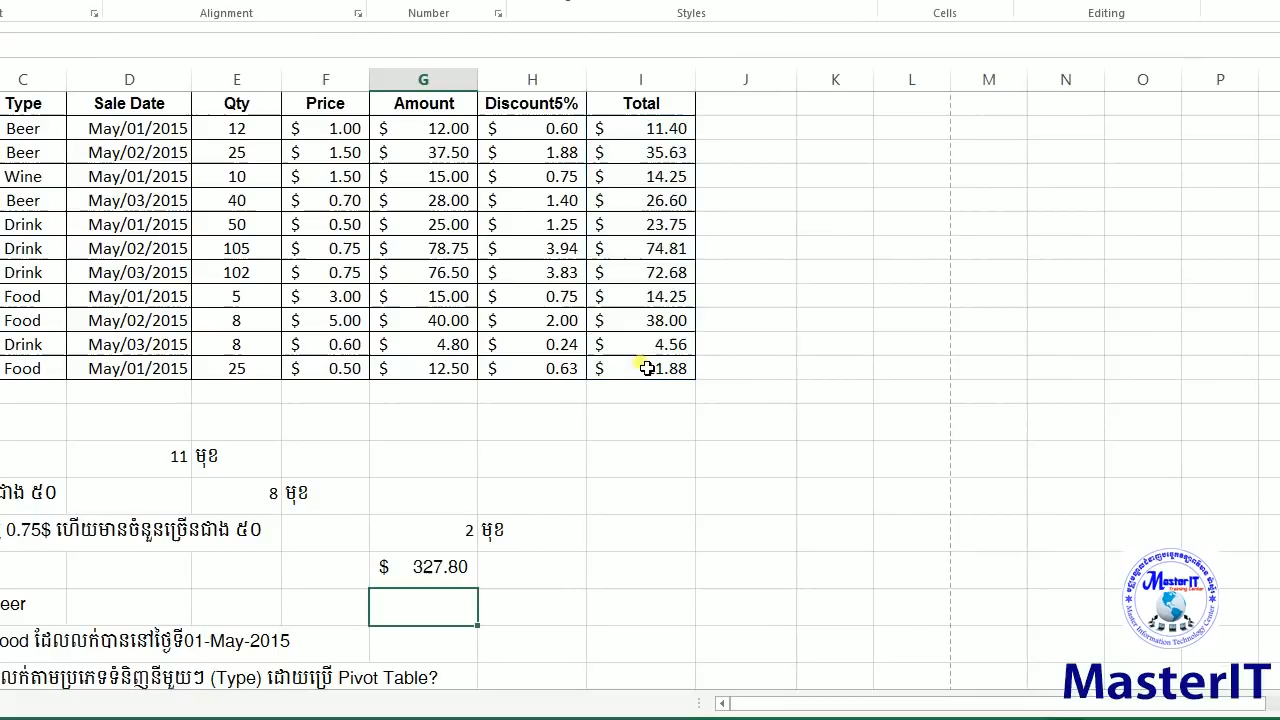 Alignment Number Styles Cells Editing
C D E F G H I J K L M N O P
Type Sale Date Qty Price Amount Discount5% Total
Beer May/01/2015 12 $ 1.00 $ 12.00 $ 0.60 $ 11.40
Beer May/02/2015 25 $ 1.50 $ 37.50 $ 1.88 $ 35.63
Wine May/01/2015 10 $ 1.50 $ 15.00 $ 0.75 $ 14.25
Beer May/03/2015 40 $ 0.70 $ 28.00 $ 1.40 $ 26.60
Drink May/01/2015 50 $ 0.50 $ 25.00 $ 1.25 $ 23.75
Drink May/02/2015 105 $ 0.75 $ 78.75 $ 3.94 $ 74.81
Drink May/03/2015 102 $ 0.75 $ 76.50 $ 3.83 $ 72.68
Food May/01/2015 5 $ 3.00 $ 15.00 $ 0.75 $ 14.25
Food May/02/2015 8 $ 5.00 $ 40.00 $ 2.00 $ 38.00
Drink May/03/2015 8 $ 0.60 $ 4.80 $ 0.24 $ 4.56
Food May/01/2015 25 $ 0.50 $ 12.50 $ 0.63 $ 1.88
11 មុខ
ជាង ៥០ 8 មុខ
0.75$ ហើយមានចំនួនច្រើនជាង ៥០ 2 មុខ
$ 327.80
eer
ood ដែលលក់បាននៅថ្ងៃទី01-May-2015
លក់តាមប្រភេទទំនិញនីមួយៗ (Type) ដោយប្រើ Pivot Table?
MasterIT
Training Center
Master Information Technology Center
MasterIT